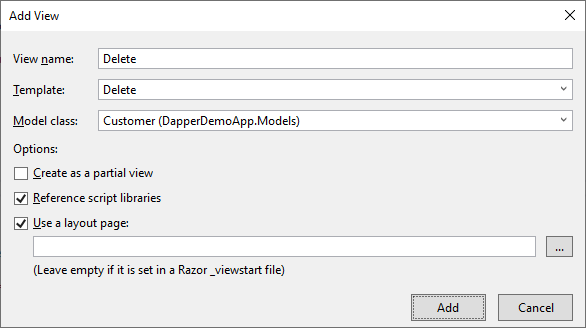 Add View
View name: Delete
Template: Delete
Model class: Customer (DapperDemoApp.Models)
Options:
Create as a partial view
Reference script libraries
Use a layout page:
...
(Leave empty if it is set in a Razor _viewstart file)
Add Cancel